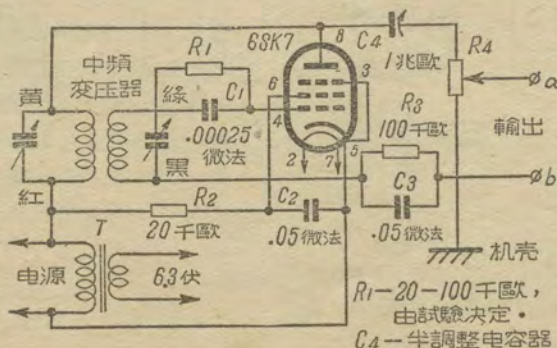 6SK7
C4
8
R4
R1
1兆歐
中頻
变压器
黃
綠
C1
6
3
a
4
R3
100千歐
輸出
.00025
微法
2
7
5
黑
b
紅
R2
C2
C3
20千歐
.05微法
.05微法
T
电源
6.3伏
机壳
R1-20-100千歐,
由試驗决定·
C4--半調整电容器